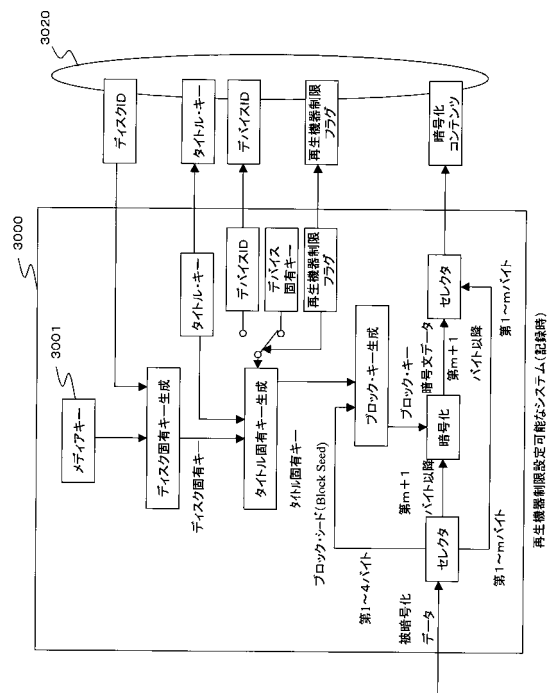 3000
3020
3001
メディアキー
ディスクID
ディスク固有キー生成
ディスク固有キー
タイトル・キー
タイトル・キー
タイトル固有キー生成
タイトル固有キー
デバイスID
デバイスID
デバイス
固有キー
再生機器制限
フラグ
再生機器制限
フラグ
ブロック・シード(Block Seed)
ブロック・キー生成
ブロック・キー
第1~4バイト
被暗号化
データ
セレクタ
第m+1
バイト以降
暗号化
暗号文データ
第m+1
バイト以降
セレクタ
暗号化
コンテンツ
第1~mバイト
第1~mバイト
再生機器制限設定可能なシステム(記録時)